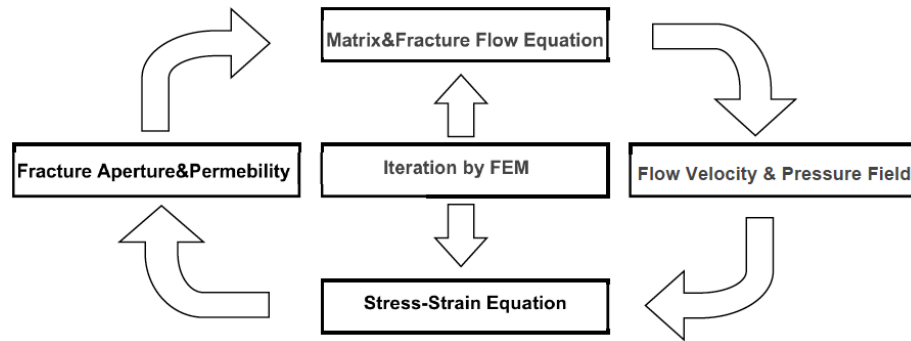 Matrix&Fracture Flow Equation
Fracture Aperture&Permebility
Iteration by FEM
Flow Velocity & Pressure Field
Stress-Strain Equation